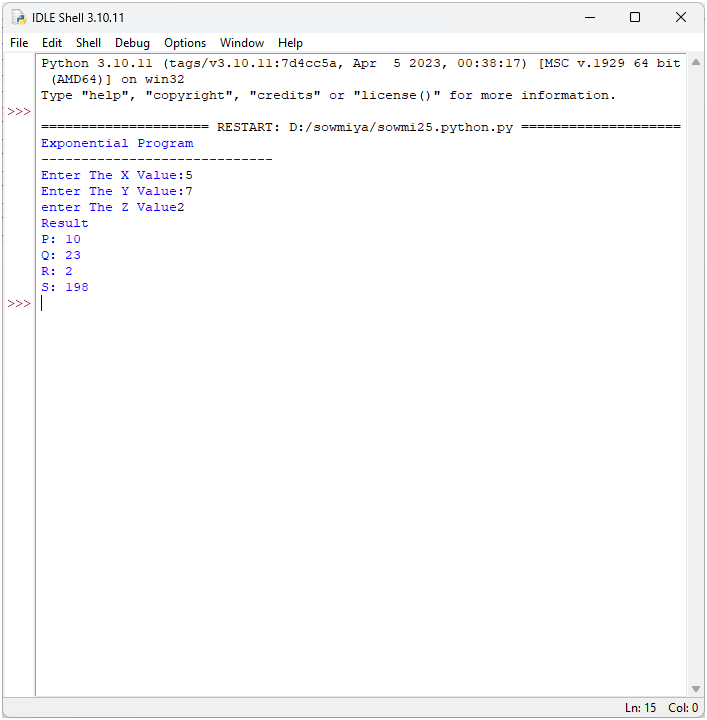 IDLE Shell 3.10.11
File Edit Shell Debug Options Window Help
Python 3.10.11 (tags/v3.10.11:7d4cc5a, Apr  5 2023, 00:38:17) [MSC v.1929 64 bit
 (AMD64)] on win32
Type "help", "copyright", "credits" or "license()" for more information.
>>>
===================== RESTART: D:/sowmiya/sowmi25.python.py ====================
Exponential Program
-----------------------------
Enter The X Value:5
Enter The Y Value:7
enter The Z Value2
Result
P: 10
Q: 23
R: 2
S: 198
>>>
Ln: 15 Col: 0